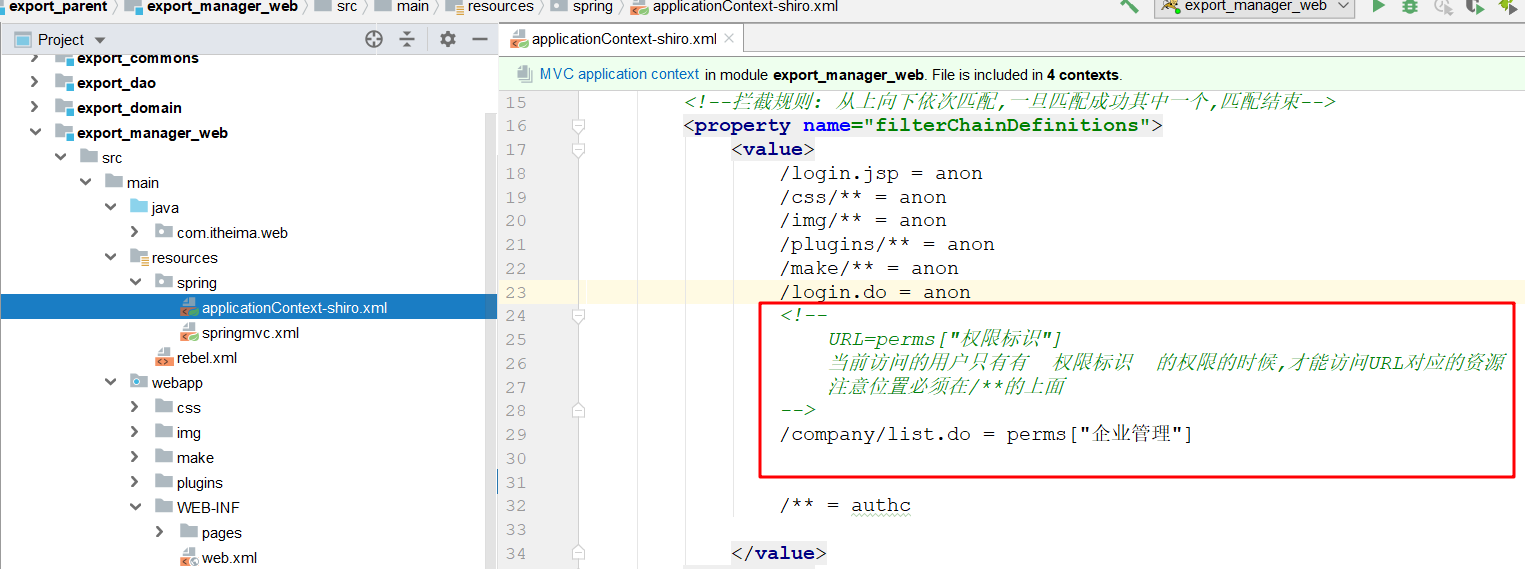 export_parent export_manager_web src main resources spring applicationContext-shiro.xml export_manager_web
Project
export_commons
export_dao
export_domain
export_manager_web
src
main
java
com.itheima.web
resources
spring
applicationContext-shiro.xml
springmvc.xml
rebel.xml
webapp
css
img
make
plugins
WEB-INF
pages
web.xml
applicationContext-shiro.xml
MVC application context in module export_manager_web. File is included in 4 contexts.
15 <!--拦截规则: 从上向下依次匹配,一旦匹配成功其中一个,匹配结束-->
16 <property name="filterChainDefinitions">
17 <value>
18 /login.jsp = anon
19 /css/** = anon
20 /img/** = anon
21 /plugins/** = anon
22 /make/** = anon
23 /login.do = anon
24 <!--
25 URL=perms["权限标识"]
26 当前访问的用户只有有 权限标识 的权限的时候,才能访问URL对应的资源
27 注意位置必须在/**的上面
28 -->
29 /company/list.do = perms["企业管理"]
30
31
32 /** = authc
33
34 </value>